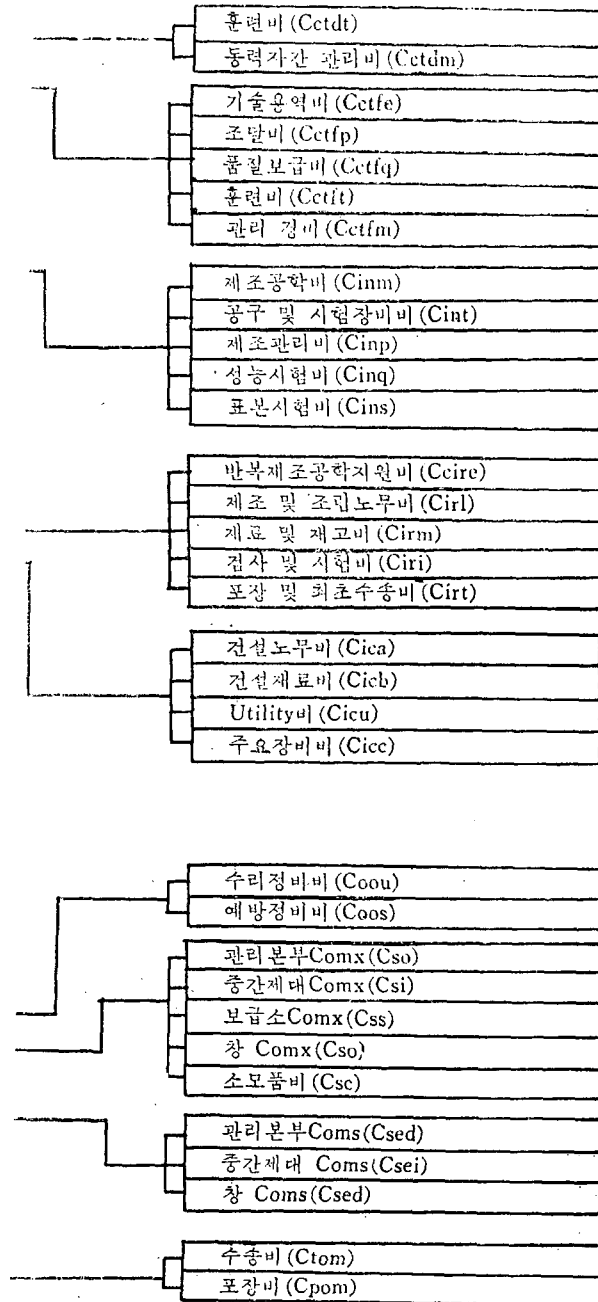 훈련비 (Cctdt)
동력자간 관리비 (Cctdm)
기술용역비 (Cctfe)
조달비 (Cctfp)
품질보급비 (Cctfq)
훈련비 (Cctft)
관리 경비 (Cctfm)
제조공학비 (Cinm)
공구 및 시험장비비 (Cint)
제조관리비 (Cinp)
성능시험비 (Cinq)
표본시험비 (Cins)
반복제조공학지원비 (Ccire)
제조 및 조립노무비 (Cirl)
재료 및 재고비 (Cirm)
검사 및 시험비 (Ciri)
포장 및 최초수송비 (Cirt)
건설노무비 (Cica)
건설재료비 (Cicb)
Utility비 (Cicu)
주요장비비 (Cicc)
수리정비비 (Coou)
예방정비비 (Coos)
관리본부Comx (Cso)
중간제대Comx (Csi)
보급소Comx (Css)
창 Comx (Cso)
소모품비 (Csc)
관리본부Coms (Csed)
중간제대 Coms (Csei)
창 Coms (Csed)
수송비 (Ctom)
포장비 (Cpom)